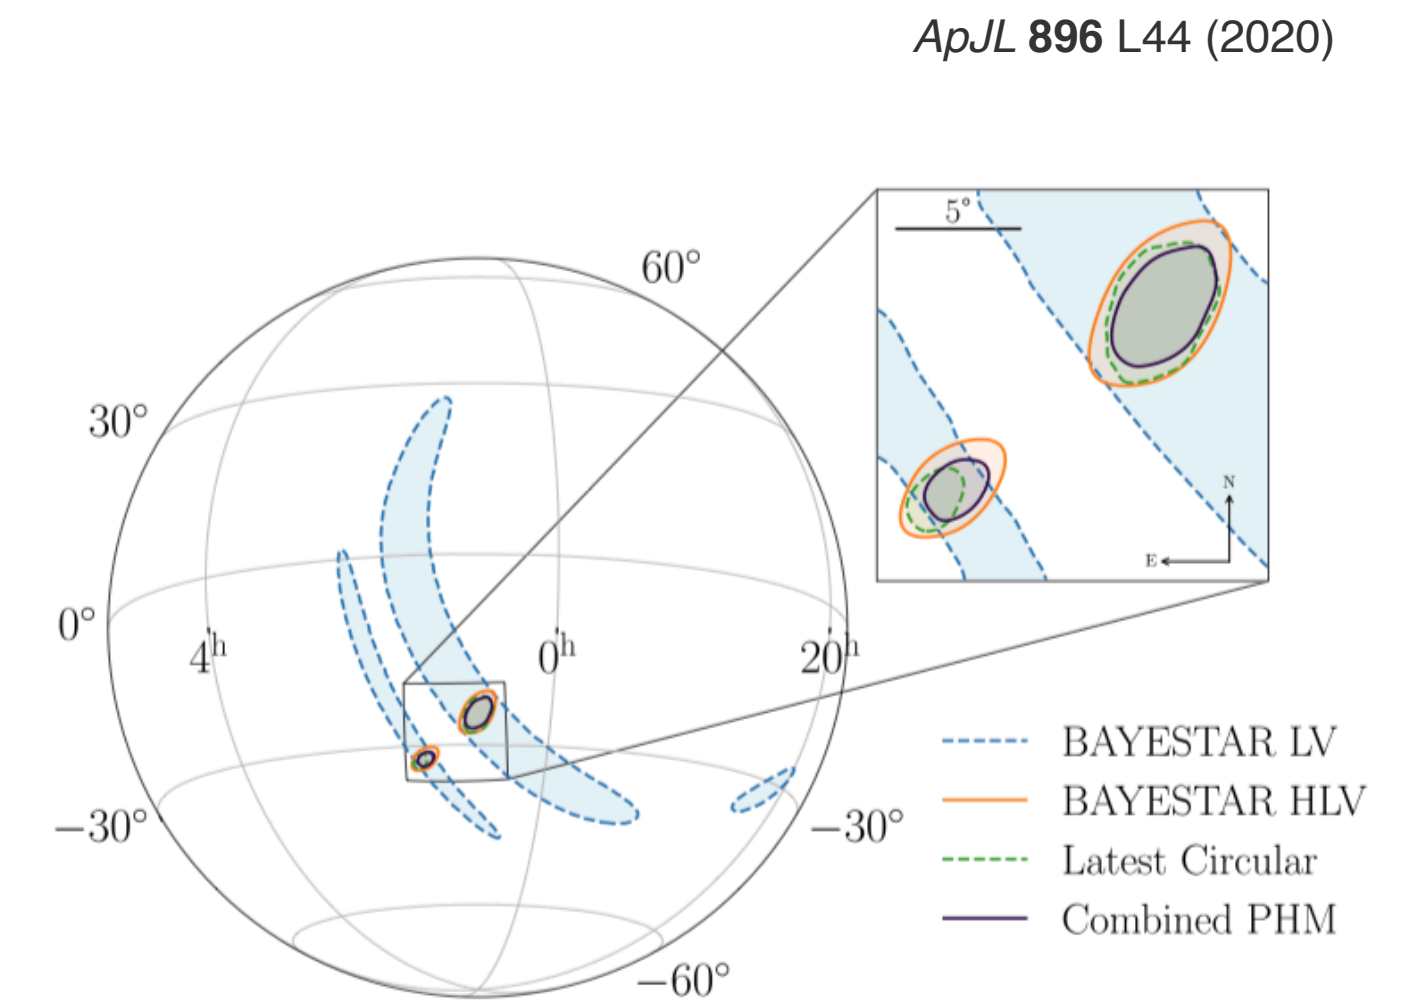 ApJL 896 L44 (2020)
5°
60°
30°
N
E
0°
4h
0h
20h
BAYESTAR LV
BAYESTAR HLV
−30°
−30°
Latest Circular
Combined PHM
−60°